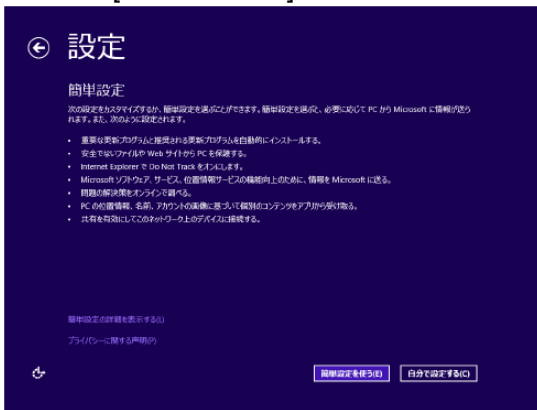 設定
簡単設定
次の設定をカスタマイズするか、簡単設定を選ぶことができます。簡単設定を選ぶと、必要に応じて PC から Microsoft に情報が送ら
れます。また、次のように設定されます。
• 重要な更新プログラムと推奨される更新プログラムを自動的にインストールする。
• 安全でないファイルや Web サイトから PC を保護する。
• Internet Explorer で Do Not Track をオンにします。
• Microsoft ソフトウェア、サービス、位置情報サービスの機能向上のために、情報を Microsoft に送る。
• 問題の解決策をオンラインで調べる。
• PC の位置情報、名前、アカウントの画像に基づいて個別のコンテンツをアプリから受け取る。
• 共有を有効にしてこのネットワーク上のデバイスに接続する。
簡単設定の詳細を表示する(L)
プライバシーに関する声明(P)
簡単設定を使う(E)
自分で設定する(C)